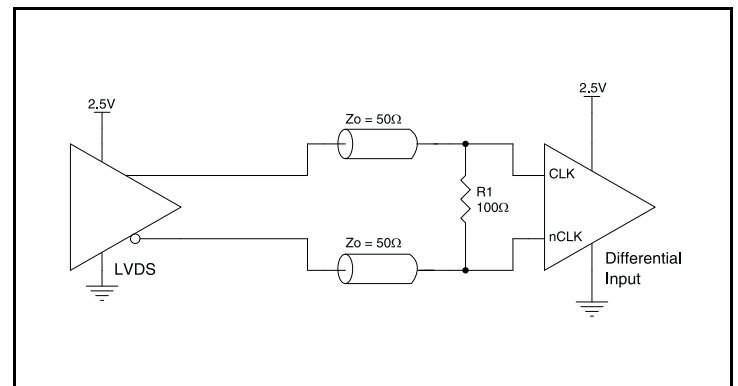 2.5V
LVDS
Zo = 50Ω
Zo = 50Ω
R1
100Ω
2.5V
CLK
nCLK
Differential
Input